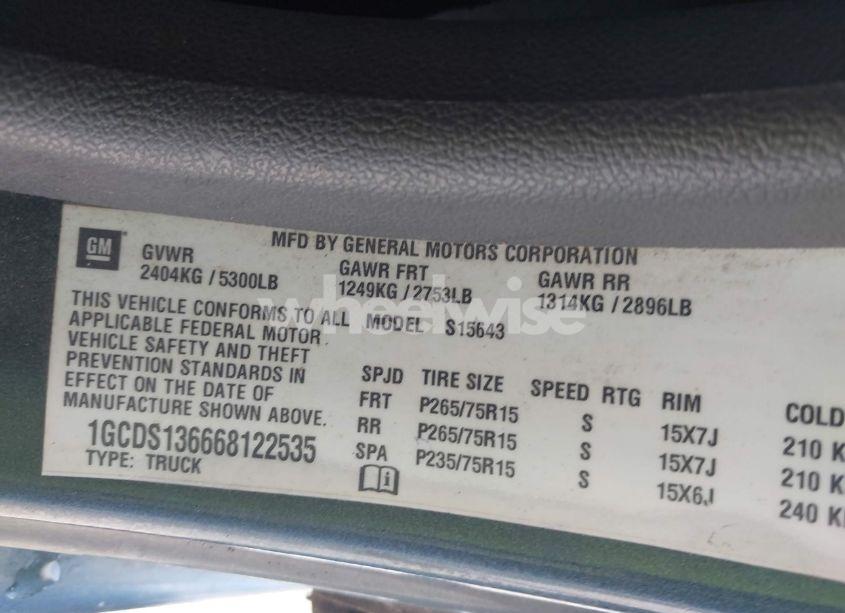 GM
MFD BY GENERAL MOTORS CORPORATION
GVWR GAWR FRT GAWR RR
2404KG / 5300LB 1249KG / 2753LB 1314KG / 2896LB
THIS VEHICLE CONFORMS TO ALL MODEL S15643
APPLICABLE FEDERAL MOTOR
VEHICLE SAFETY AND THEFT
PREVENTION STANDARDS IN
EFFECT ON THE DATE OF
MANUFACTURE SHOWN ABOVE.
1GCDS136668122535
TYPE: TRUCK
SPJD TIRE SIZE SPEED RTG RIM COLD
FRT P265/75R15 S 15X7J 210 K
RR P265/75R15 S 15X7J 210 K
SPA P235/75R15 S 15X6J 240 K
wheelwise